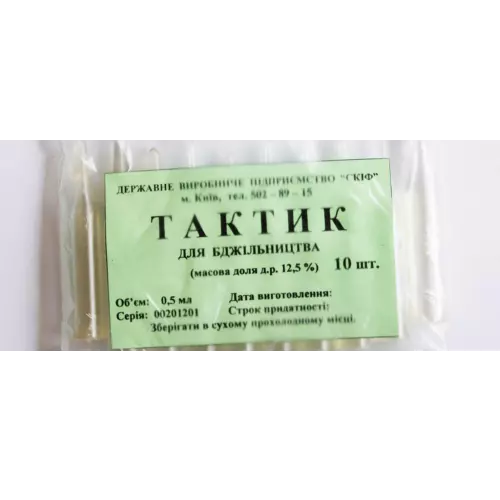 ДЕРЖАВНЕ ВИРОБНИЧЕ ПІДПРИЄМСТВО "СКІФ"
м. Київ, тел. 502 – 89 – 15
ТАКТИК
ДЛЯ БДЖІЛЬНИЦТВА
(масова доля д.р. 12,5 %) 10 шт.
Об'єм: 0,5 мл Дата виготовлення:
Серія: 00201201 Строк придатності:
Зберігати в сухому прохолодному місці.